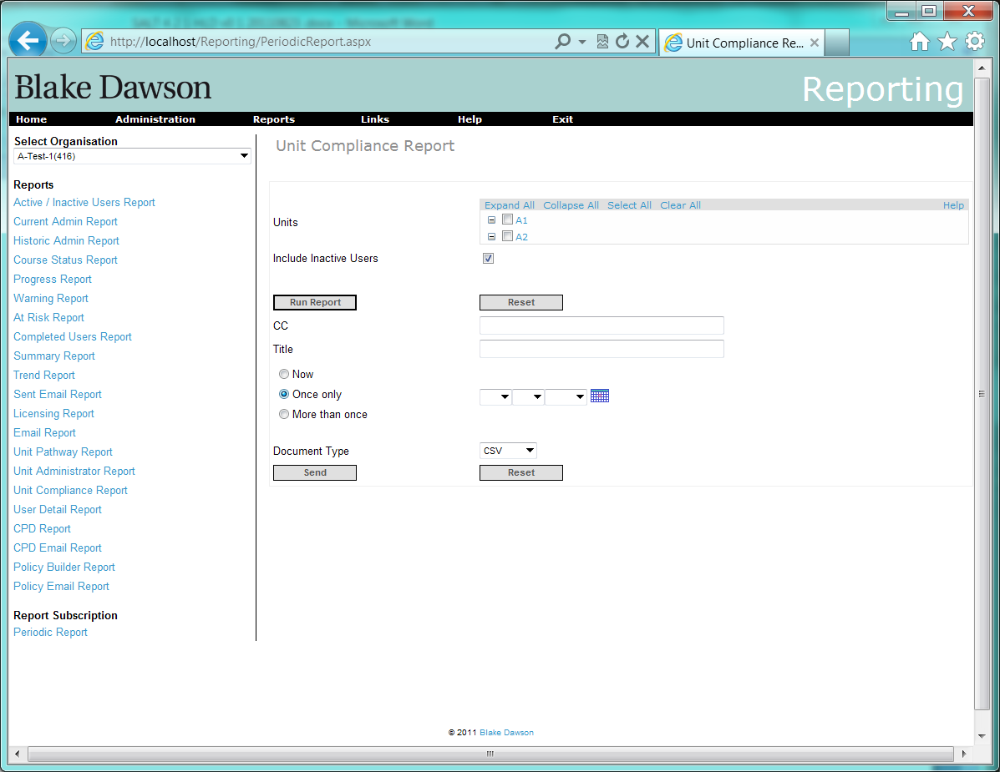 http://localhost/Reporting/PeriodicReport.aspx
Unit Compliance Re...
Blake Dawson
Reporting
Home Administration Reports Links Help Exit
Select Organisation
A-Test-1(416)
Reports
Active / Inactive Users Report
Current Admin Report
Historic Admin Report
Course Status Report
Progress Report
Warning Report
At Risk Report
Completed Users Report
Summary Report
Trend Report
Sent Email Report
Licensing Report
Email Report
Unit Pathway Report
Unit Administrator Report
Unit Compliance Report
User Detail Report
CPD Report
CPD Email Report
Policy Builder Report
Policy Email Report
Report Subscription
Periodic Report
Unit Compliance Report
Expand All Collapse All Select All Clear All Help
Units
A1
A2
Include Inactive Users
Run Report Reset
CC
Title
Now
Once only
More than once
Document Type CSV
Send Reset
© 2011 Blake Dawson